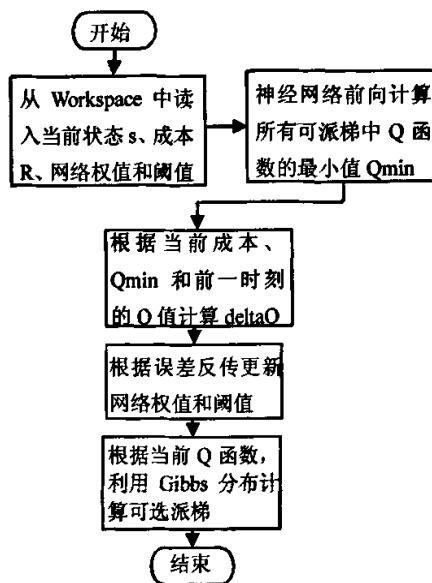 开始
从 Workspace 中读
入当前状态 s、成本
R、网络权值和阈值
神经网络前向计算
所有可派梯中 Q 函
数的最小值 Qmin
根据当前成本、
Qmin 和前一时刻
的 Q 值计算 deltaQ
根据误差反传更新
网络权值和阈值
根据当前 Q 函数，
利用 Gibbs 分布计
算可选派梯
结束